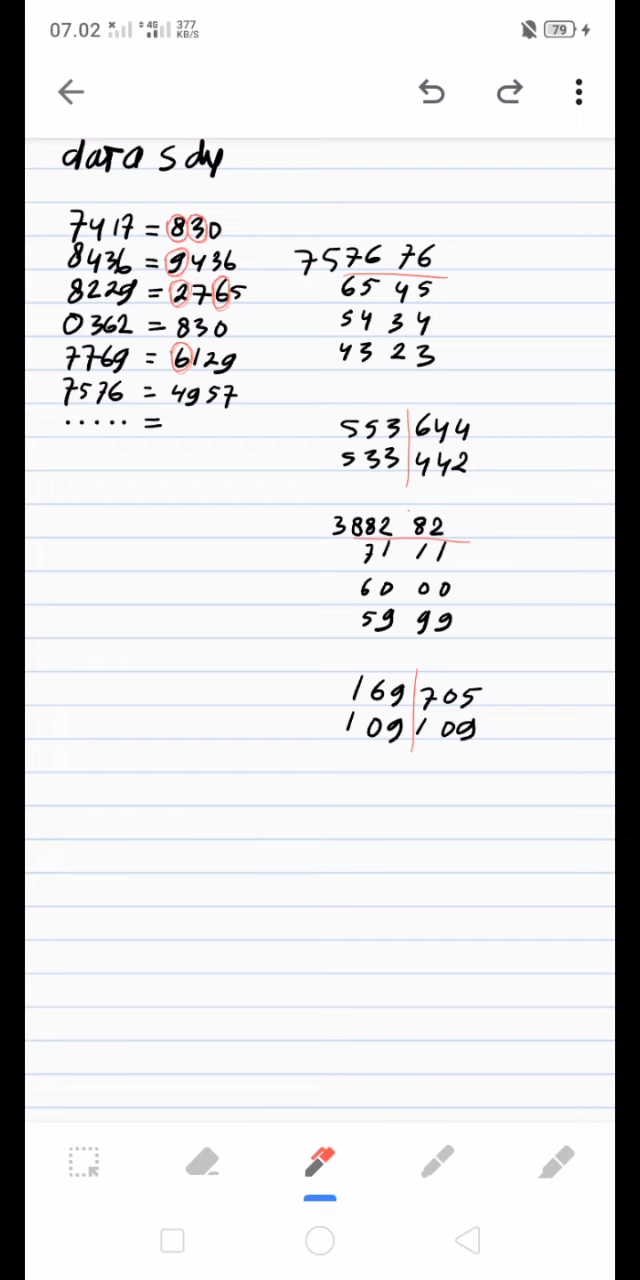 07.02 4G 377 KB/S 79
data sdy
7417 = 830
8436 = 9436
8229 = 2765
0362 = 830
7769 = 6129
7576 = 4957
..... =
7576 76
65 45
54 34
43 23
553 644
533 442
3882 82
71 11
60 00
59 99
169 705
109 109